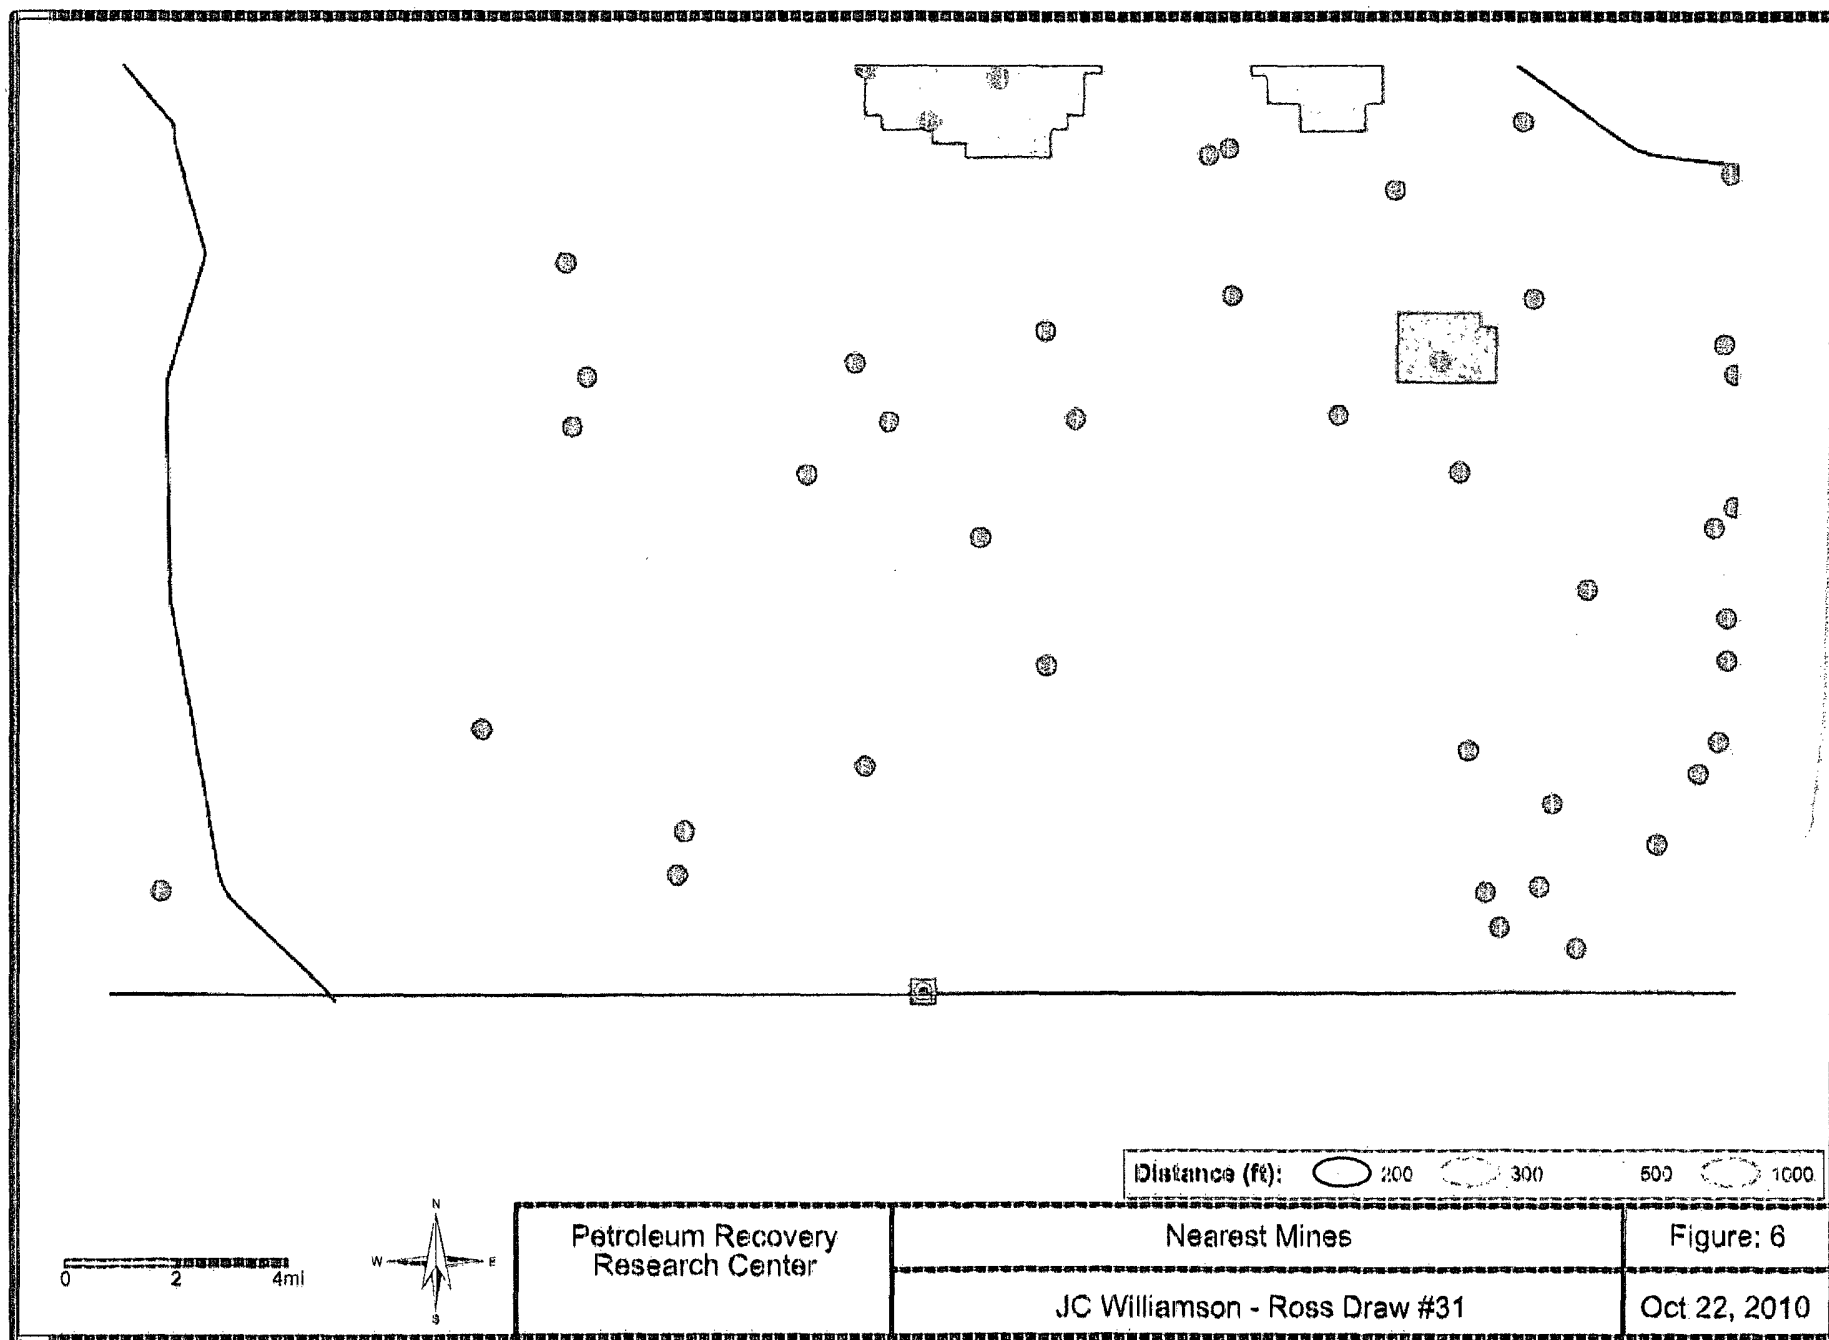 Distance (ft): 200 300 500 1000
N
W E
S
0 2 4mi
Petroleum Recovery
Research Center
Nearest Mines
JC Williamson - Ross Draw #31
Figure: 6
Oct 22, 2010